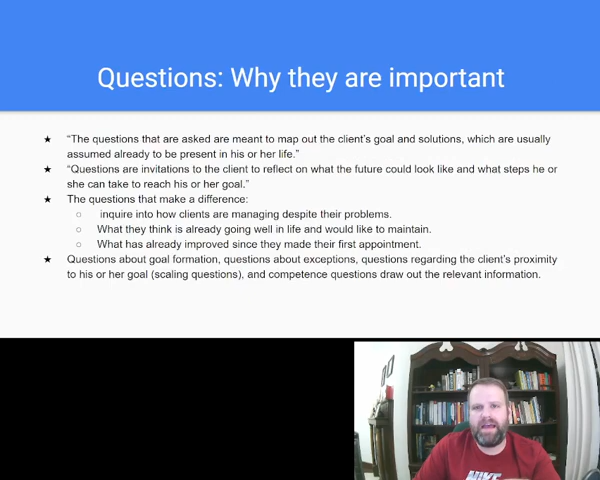 Questions: Why they are important
★ “The questions that are asked are meant to map out the client’s goal and solutions, which are usually
assumed already to be present in his or her life.”
★ “Questions are invitations to the client to reflect on what the future could look like and what steps he or
she can take to reach his or her goal.”
★ The questions that make a difference:
○ inquire into how clients are managing despite their problems.
○ What they think is already going well in life and would like to maintain.
○ What has already improved since they made their first appointment.
★ Questions about goal formation, questions about exceptions, questions regarding the client’s proximity
to his or her goal (scaling questions), and competence questions draw out the relevant information.
NIKE